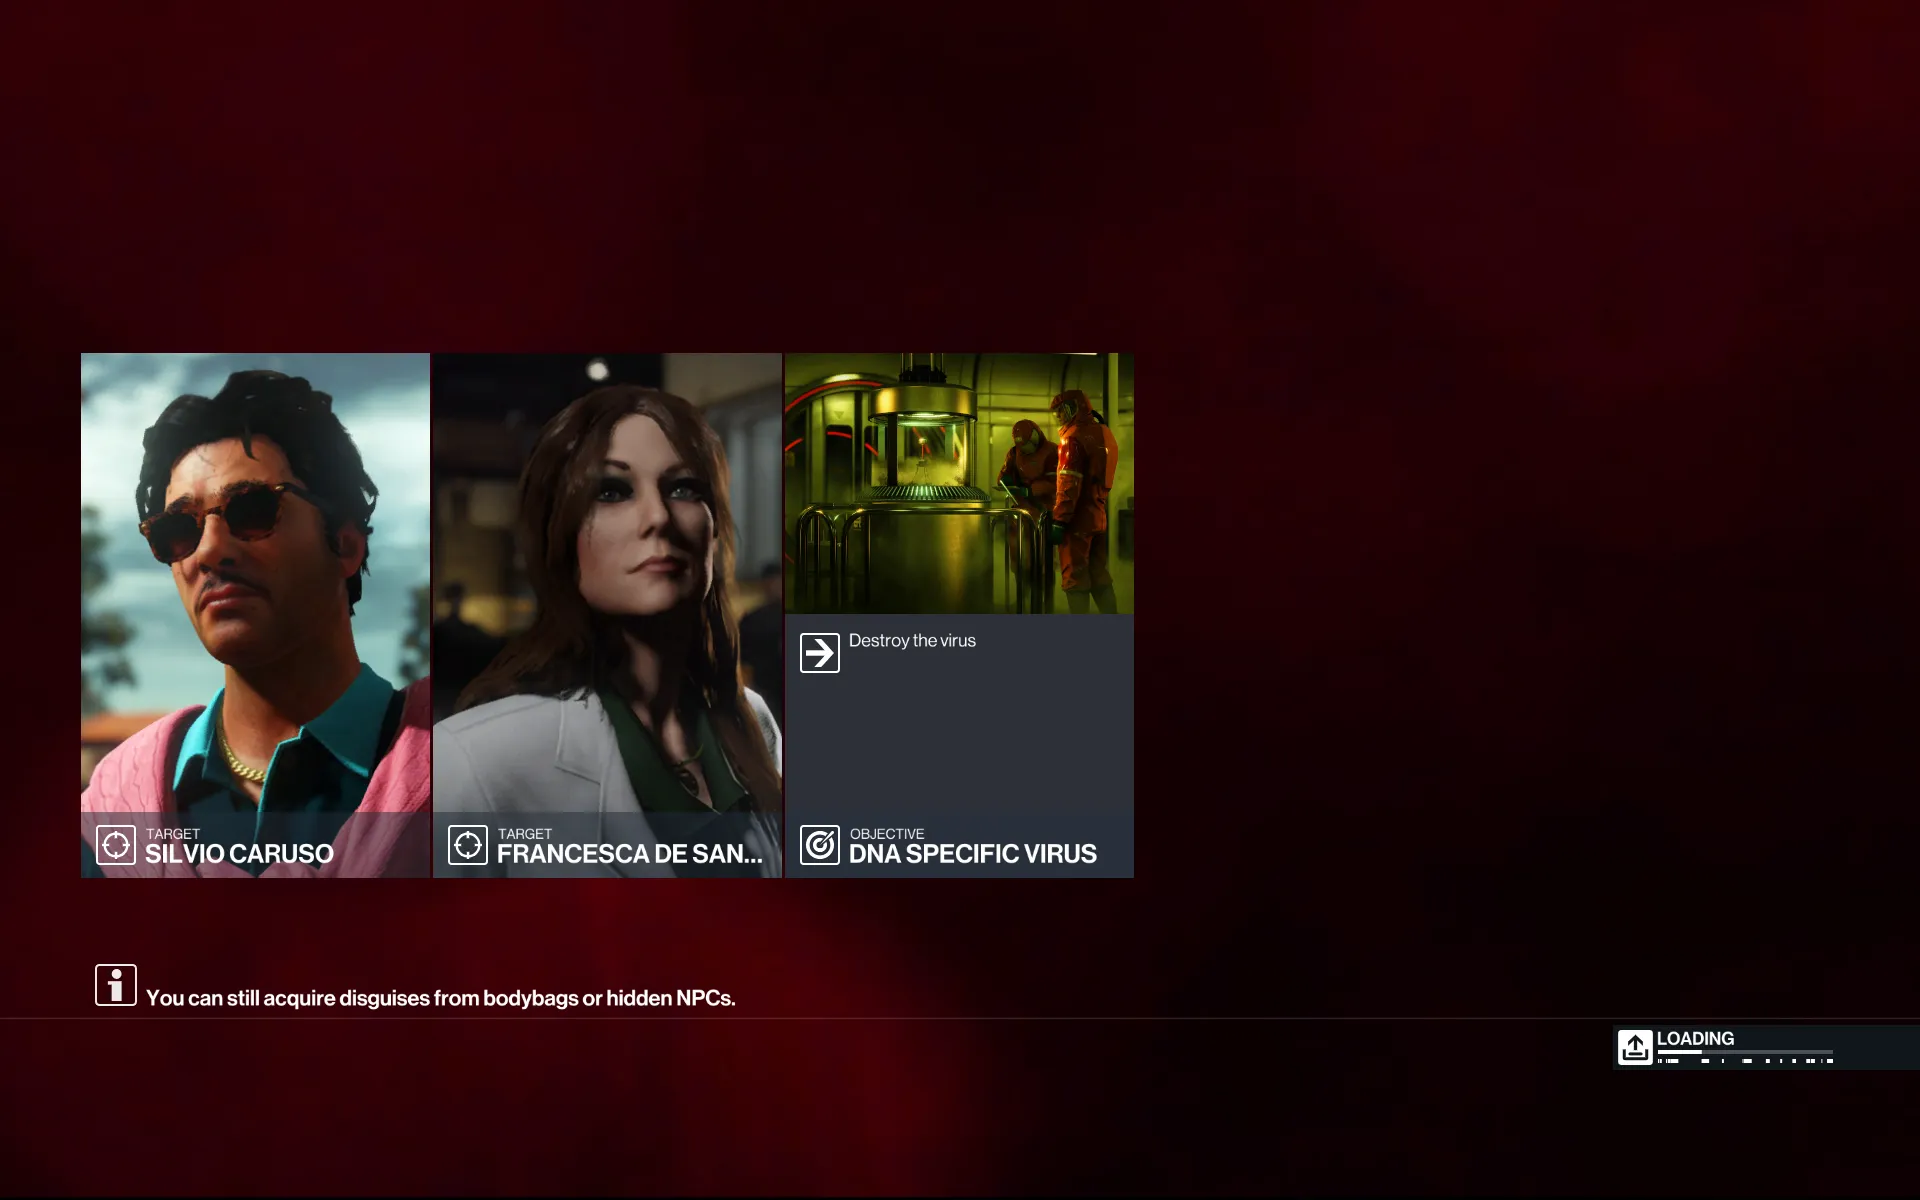 Destroy the virus
TARGET
SILVIO CARUSO
TARGET
FRANCESCA DE SAN...
OBJECTIVE
DNA SPECIFIC VIRUS
You can still acquire disguises from bodybags or hidden NPCs.
LOADING